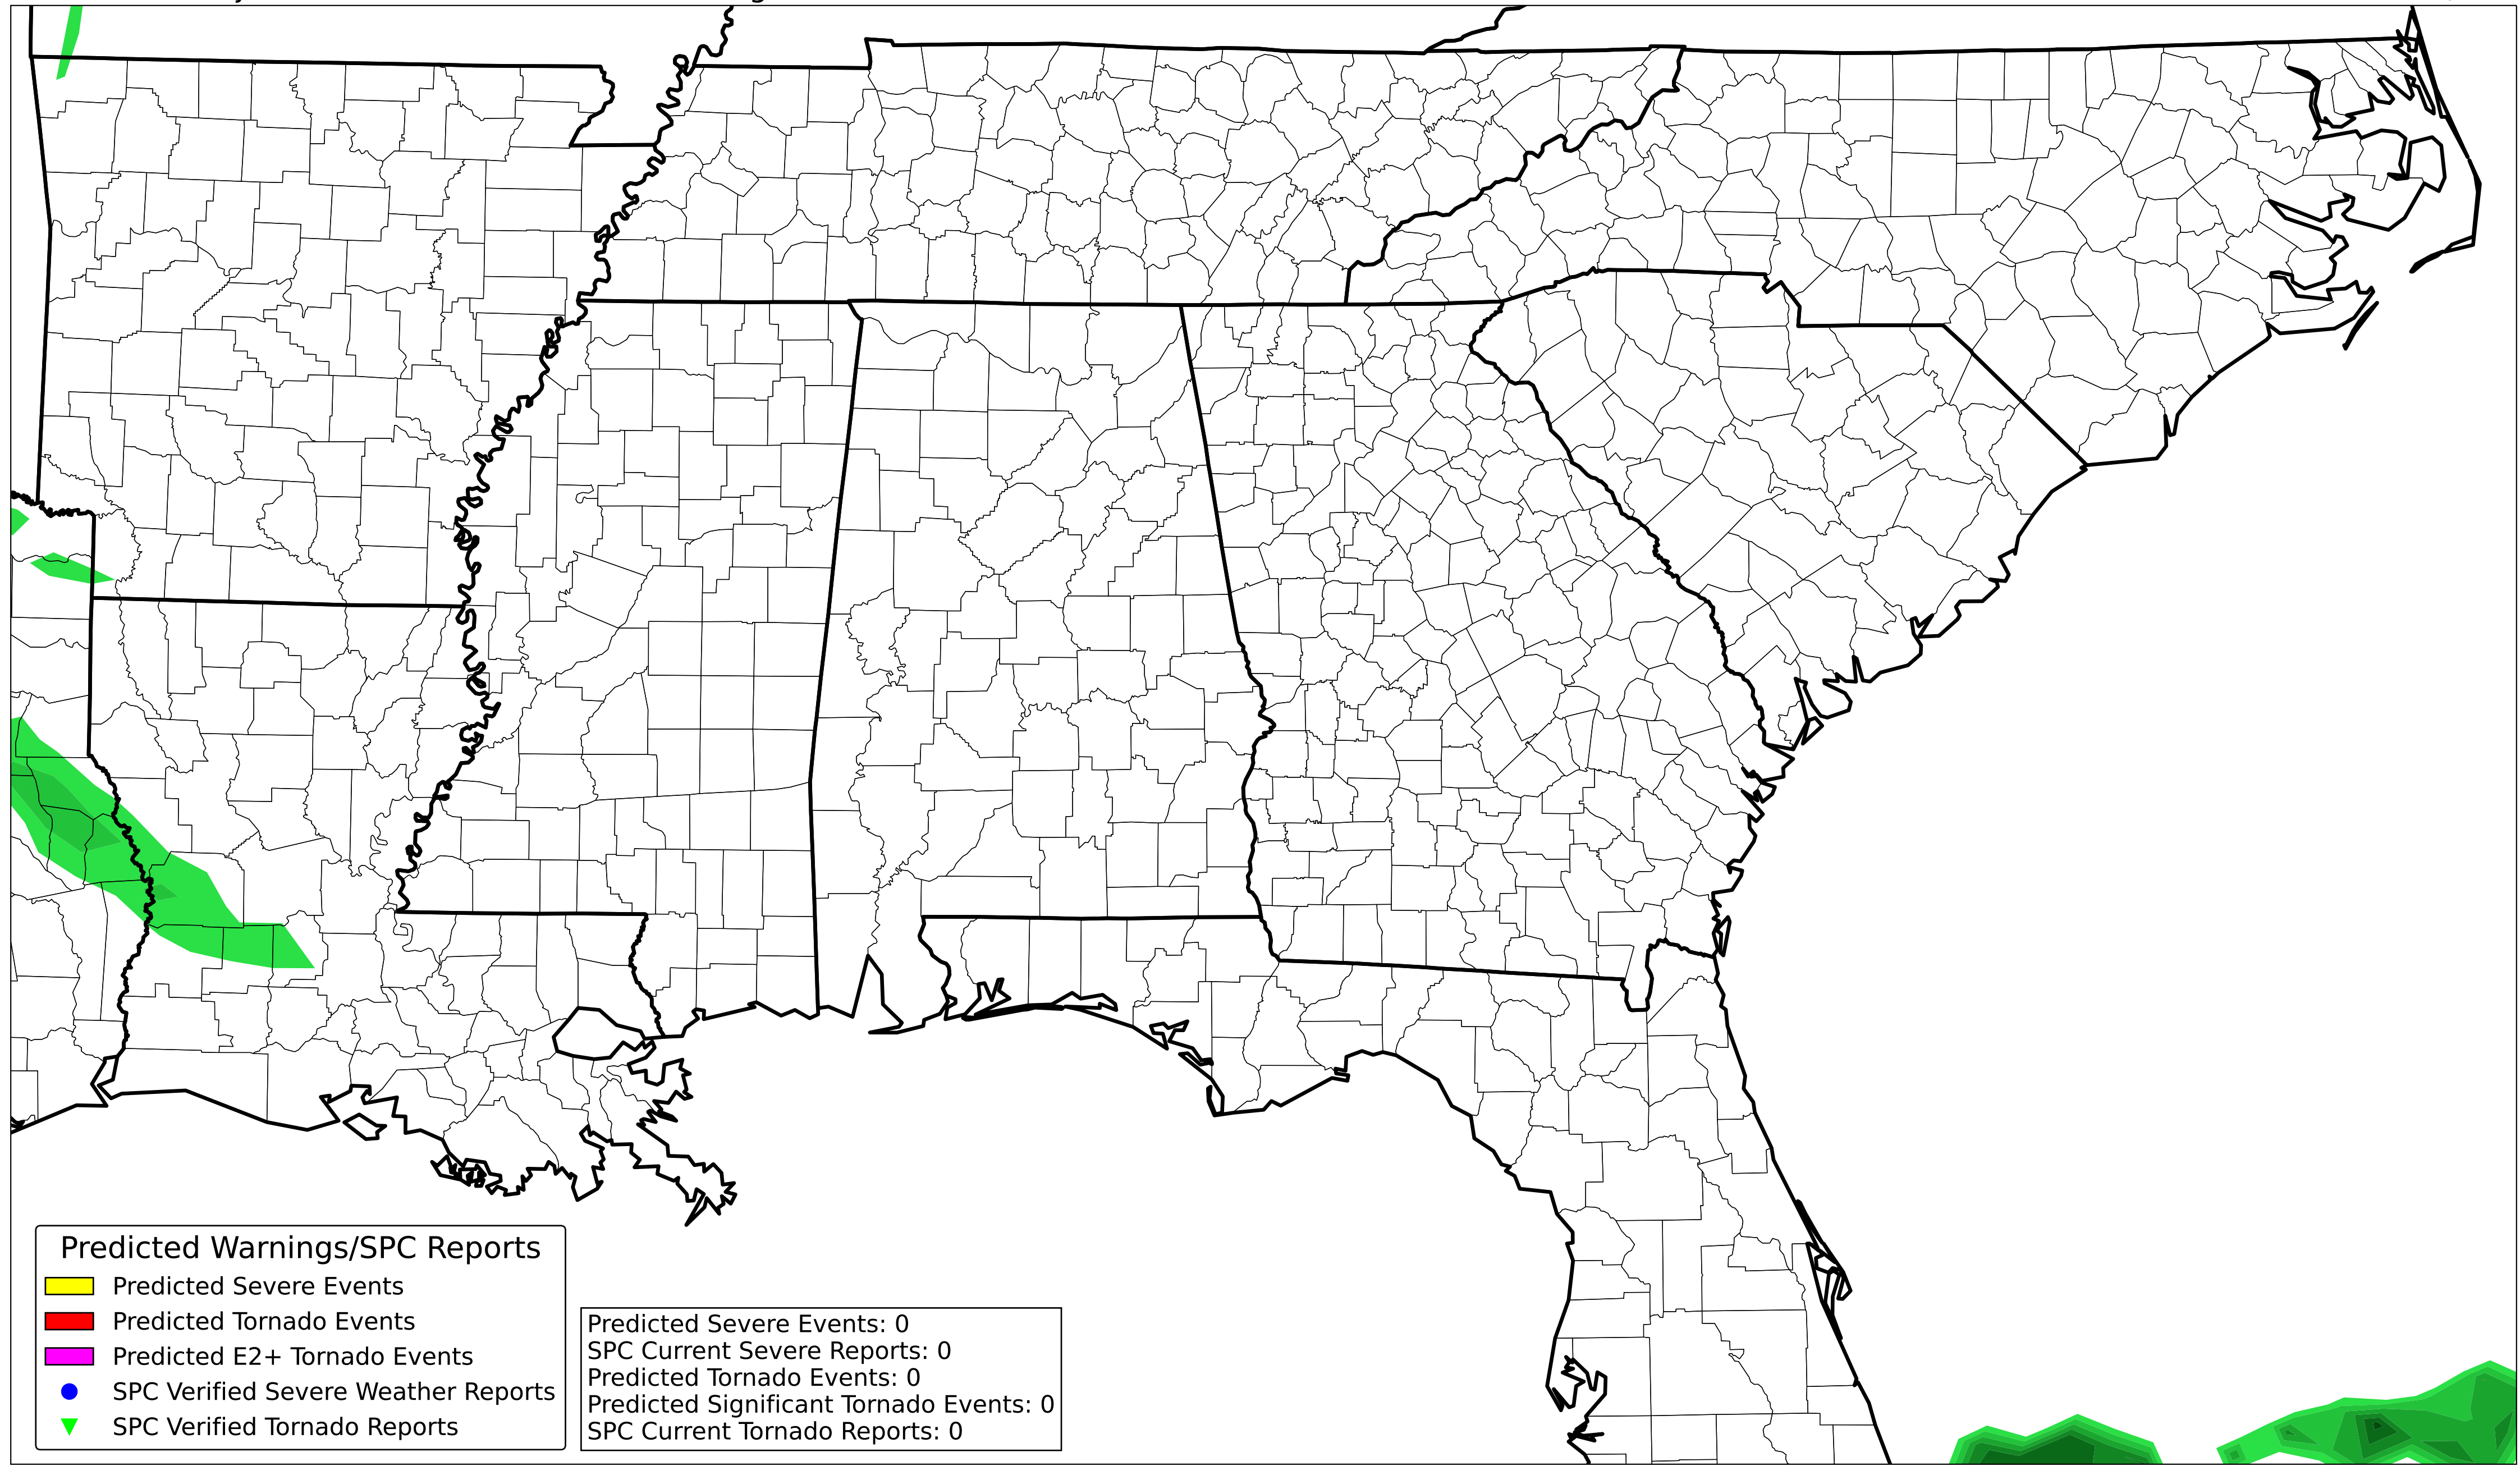 Predicted Warnings/SPC Reports
Predicted Severe Events
Predicted Tornado Events
Predicted E2+ Tornado Events
SPC Verified Severe Weather Reports
SPC Verified Tornado Reports
Predicted Severe Events: 0
SPC Current Severe Reports: 0
Predicted Tornado Events: 0
Predicted Significant Tornado Events: 0
SPC Current Tornado Reports: 0